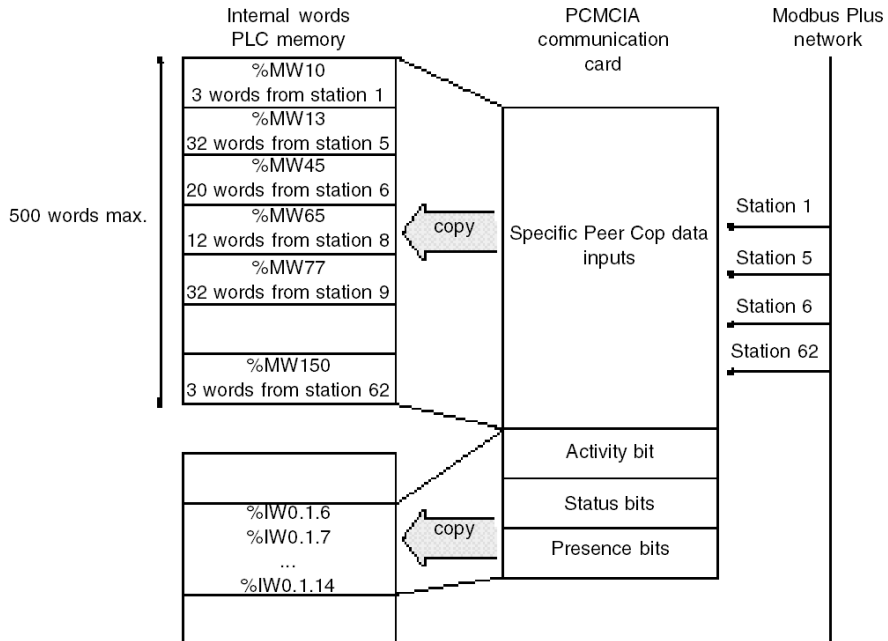 Internal words
PLC memory
PCMCIA
communication
card
Modbus Plus
network
%MW10
3 words from station 1
%MW13
32 words from station 5
%MW45
20 words from station 6
%MW65
12 words from station 8
%MW77
32 words from station 9
%MW150
3 words from station 62
500 words max.
copy
Specific Peer Cop data
inputs
Station 1
Station 5
Station 6
Station 62
Activity bit
Status bits
Presence bits
%IW0.1.6
%IW0.1.7
...
%IW0.1.14
copy